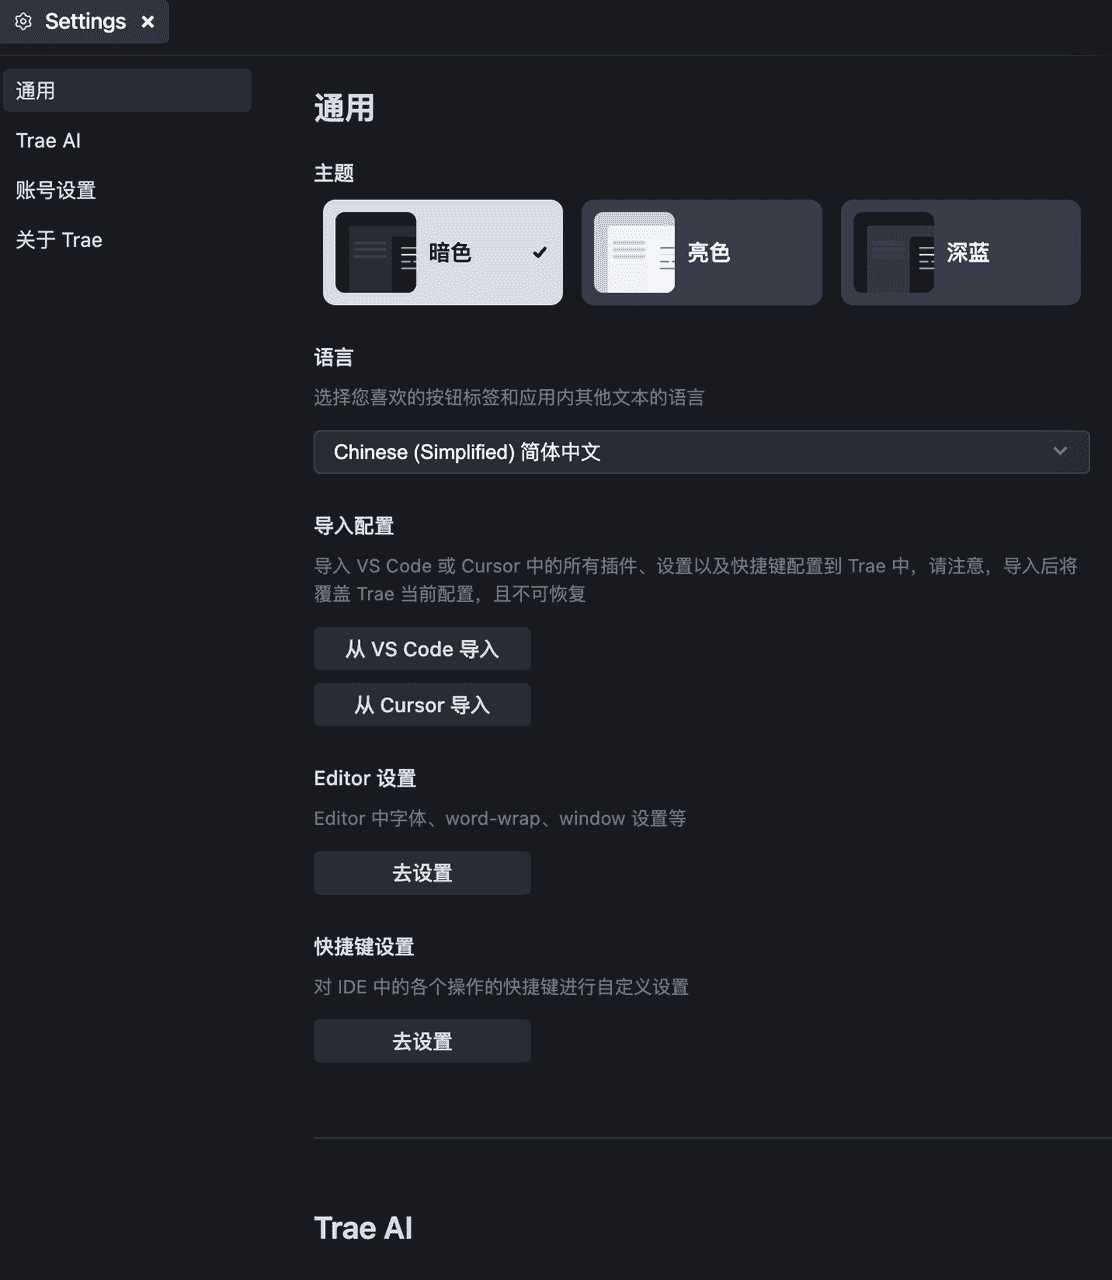 Settings
通用
Trae AI
账号设置
关于 Trae
通用
主题
暗色
亮色
深蓝
语言
选择您喜欢的按钮标签和应用内其他文本的语言
Chinese (Simplified) 简体中文
导入配置
导入 VS Code 或 Cursor 中的所有插件、设置以及快捷键配置到 Trae 中，请注意，导入后将
覆盖 Trae 当前配置，且不可恢复
从 VS Code 导入
从 Cursor 导入
Editor 设置
Editor 中字体、word-wrap、window 设置等
去设置
快捷键设置
对 IDE 中的各个操作的快捷键进行自定义设置
去设置
Trae AI